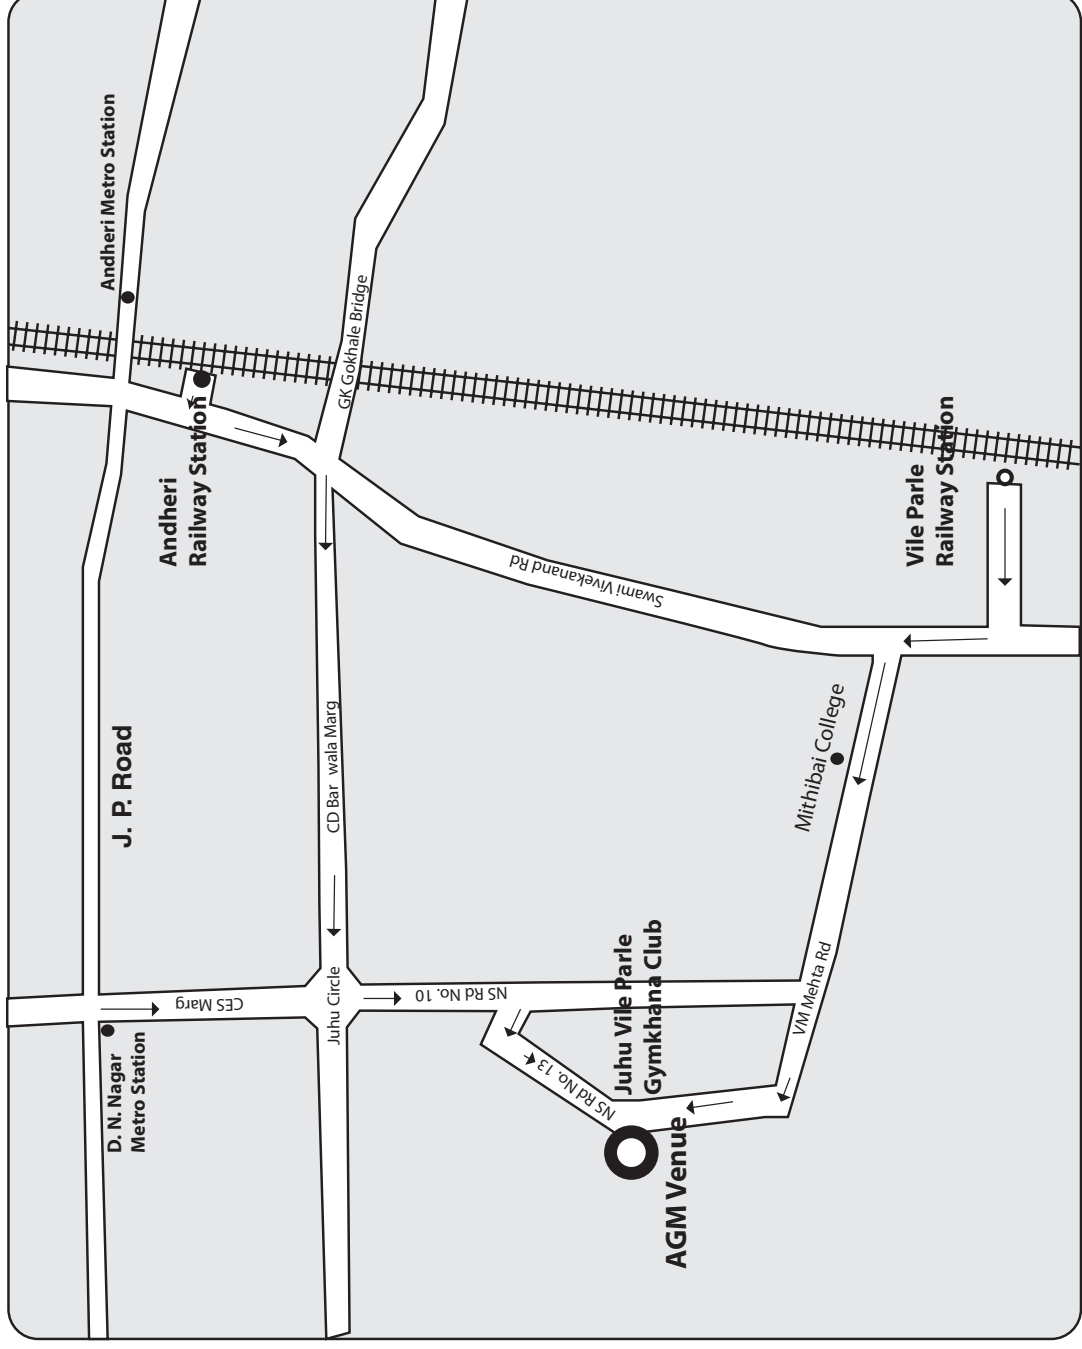 Andheri Metro Station
GK Gokhale Bridge
Andheri
Railway Station
Vile Parle
Railway Station
Swami Vivekanand Rd
J. P. Road
CD Bar wala Marg
Mithibai College
CES Marg
Juhu Circle
NS Rd No. 10
VM Mehta Rd
Juhu Vile Parle
Gymkhana Club
NS Rd No. 13
D. N. Nagar
Metro Station
AGM Venue